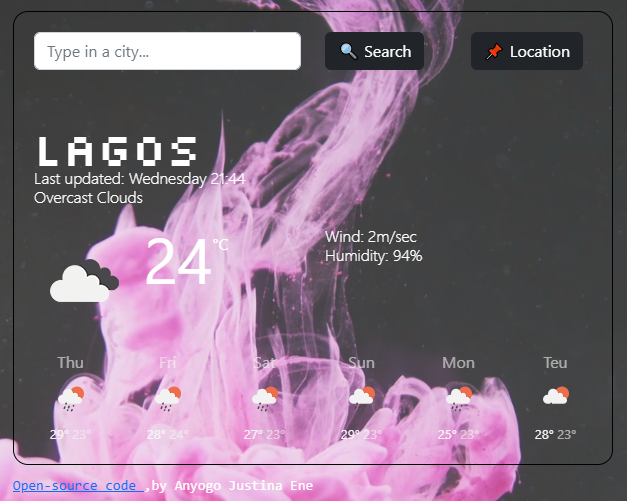 Type in a city...
🔍 Search
📌 Location
LAGOS
Last updated: Wednesday 21:44
Overcast Clouds
24 °C
Wind: 2m/sec
Humidity: 94%
Thu Fri Sat Sun Mon Teu
29° 23° 28° 24° 27° 23° 29° 23° 25° 23° 28° 23°
Open-source code ,by Anyogo Justina Ene